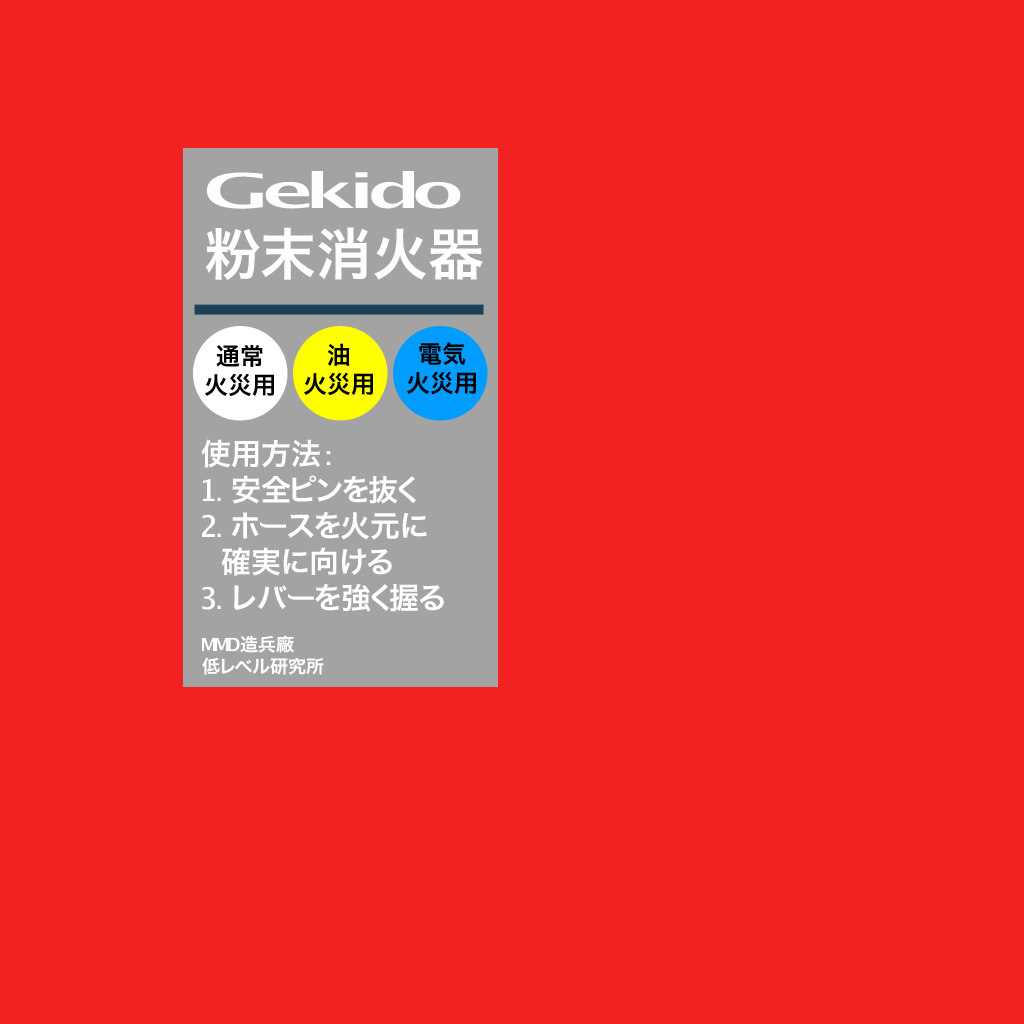 Gekido
粉末消火器
通常
火災用
油
火災用
電気
火災用
使用方法:
1. 安全ピンを抜く
2. ホースを火元に
確実に向ける
3. レバーを強く握る
MMD造兵廠
低レベル研究所